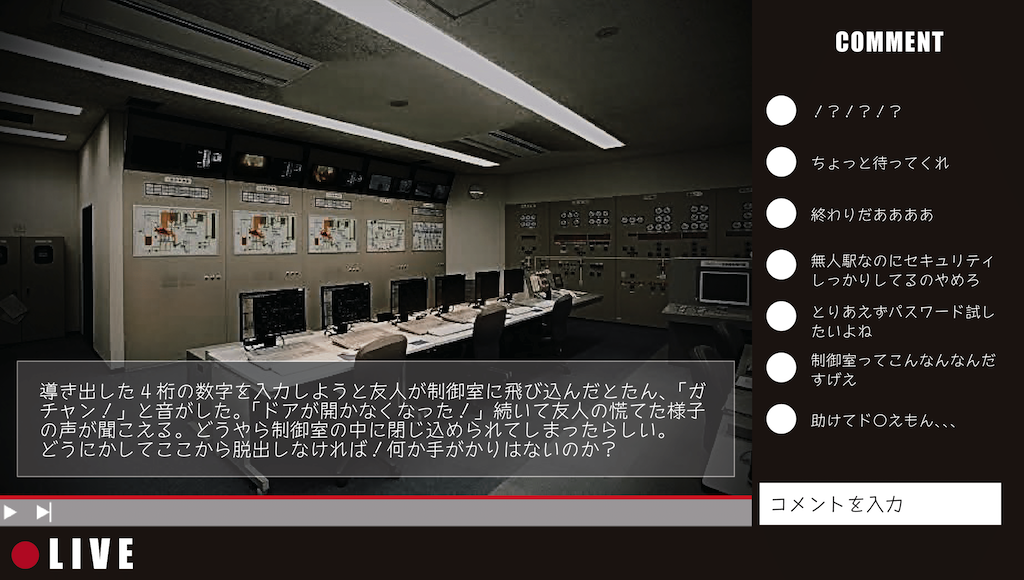 COMMENT
！？！？！？
ちょっと待ってくれ
終わりだああああ
無人駅なのにセキュリティ
しっかりしてるのやめろ
とりあえずパスワード試し
たいよね
制御室ってこんなんなんだ
すげえ
助けてド〇えもん、、、
コメントを入力
導き出した４桁の数字を入力しようと友人が制御室に飛び込んだとたん、「ガ
チャン！」と音がした。「ドアが開かなくなった！」続いて友人の慌てた様子
の声が聞こえる。どうやら制御室の中に閉じ込められてしまったらしい。
どうにかしてここから脱出しなければ！何か手がかりはないのか？
LIVE